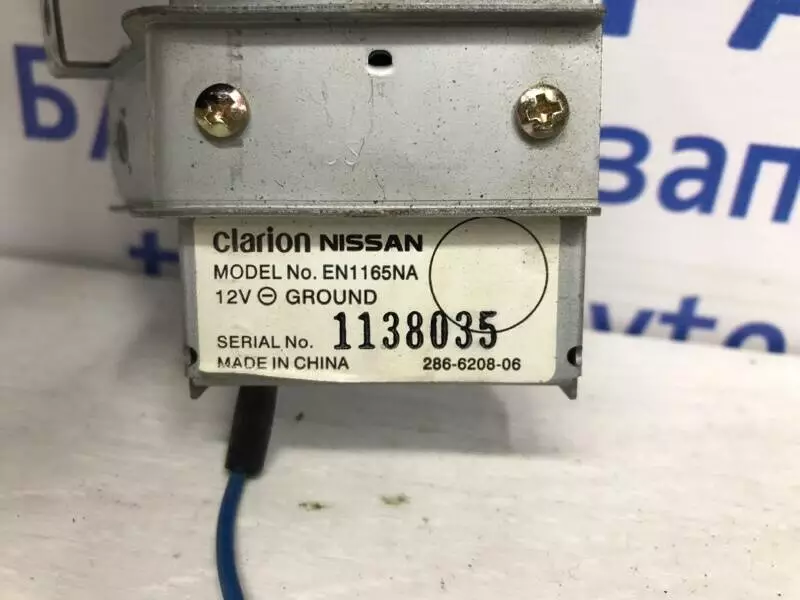 clarion NISSAN
MODEL No. EN1165NA
12V ⊖ GROUND
SERIAL No. 1138035
MADE IN CHINA 286-6208-06